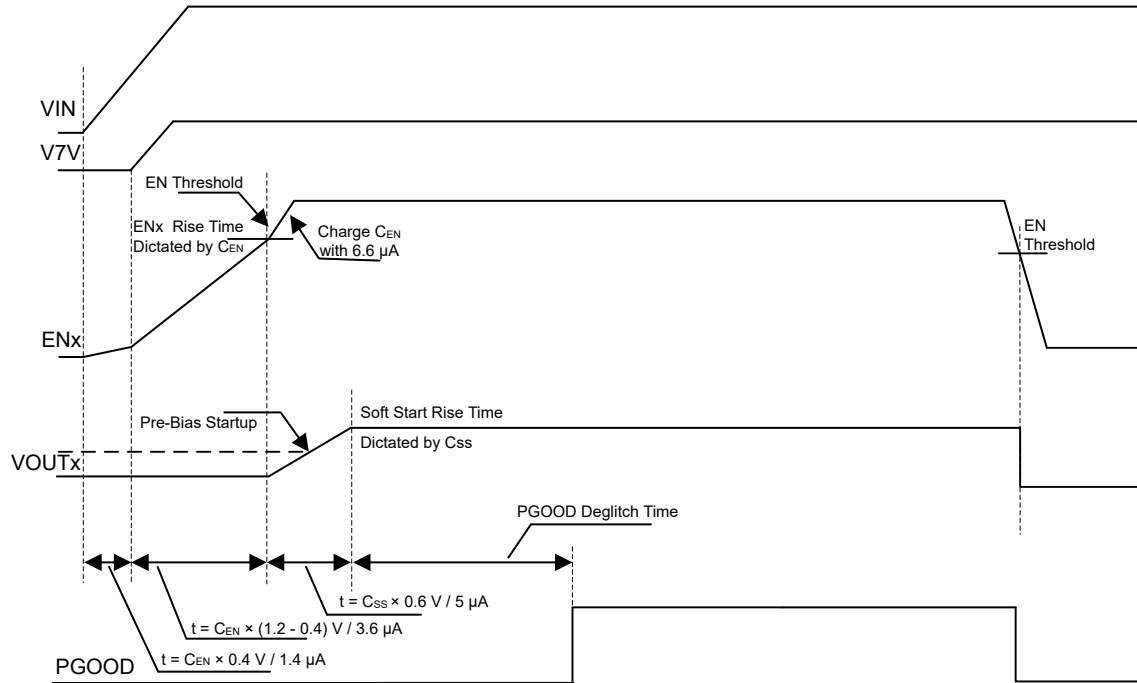 VIN
V7V
EN Threshold
ENx Rise Time
Dictated by CEN
Charge CEN
with 6.6 µA
EN
Threshold
ENx
Pre-Bias Startup
Soft Start Rise Time
Dictated by Css
VOUTx
PGOOD Deglitch Time
t = CSS × 0.6 V / 5 µA
t = CEN × (1.2 - 0.4) V / 3.6 µA
t = CEN × 0.4 V / 1.4 µA
PGOOD